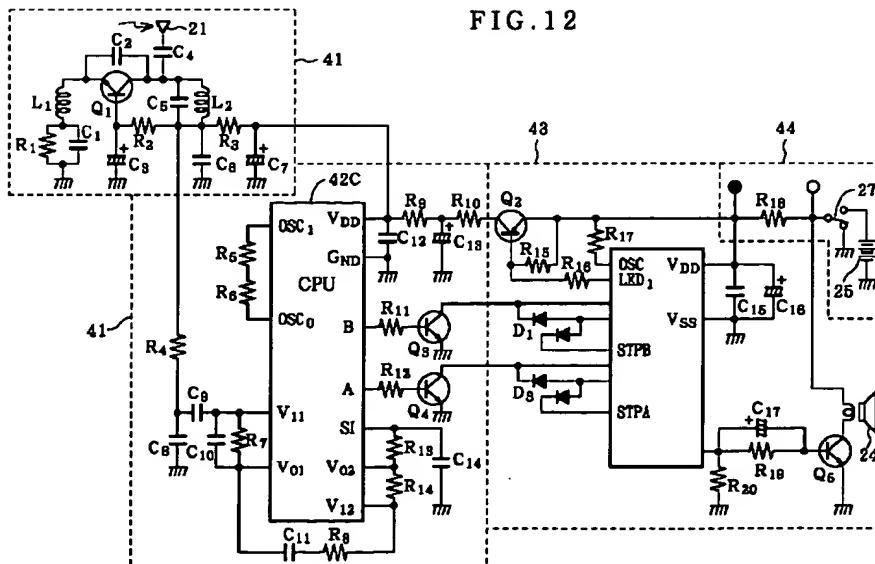 FIG.12
21
C2
C4
41
L1
Q1
C5
L2
R1
C1
R2
R3
C3
C6
C7
43
44
42C
Q2
R18
27
VDD
R9
R10
R17
OSC1
C12
C13
R15
OSC
VDD
25
R5
GND
R16
LED1
C15
C16
CPU
R6
R11
VSS
41
OSC0
B
D1
Q3
STPB
R4
R12
A
D3
Q4
STPA
C17
C9
V11
SI
24
R13
R19
C8
C10
R7
C14
Q5
V01
V02
R14
R20
V12
C11
R8